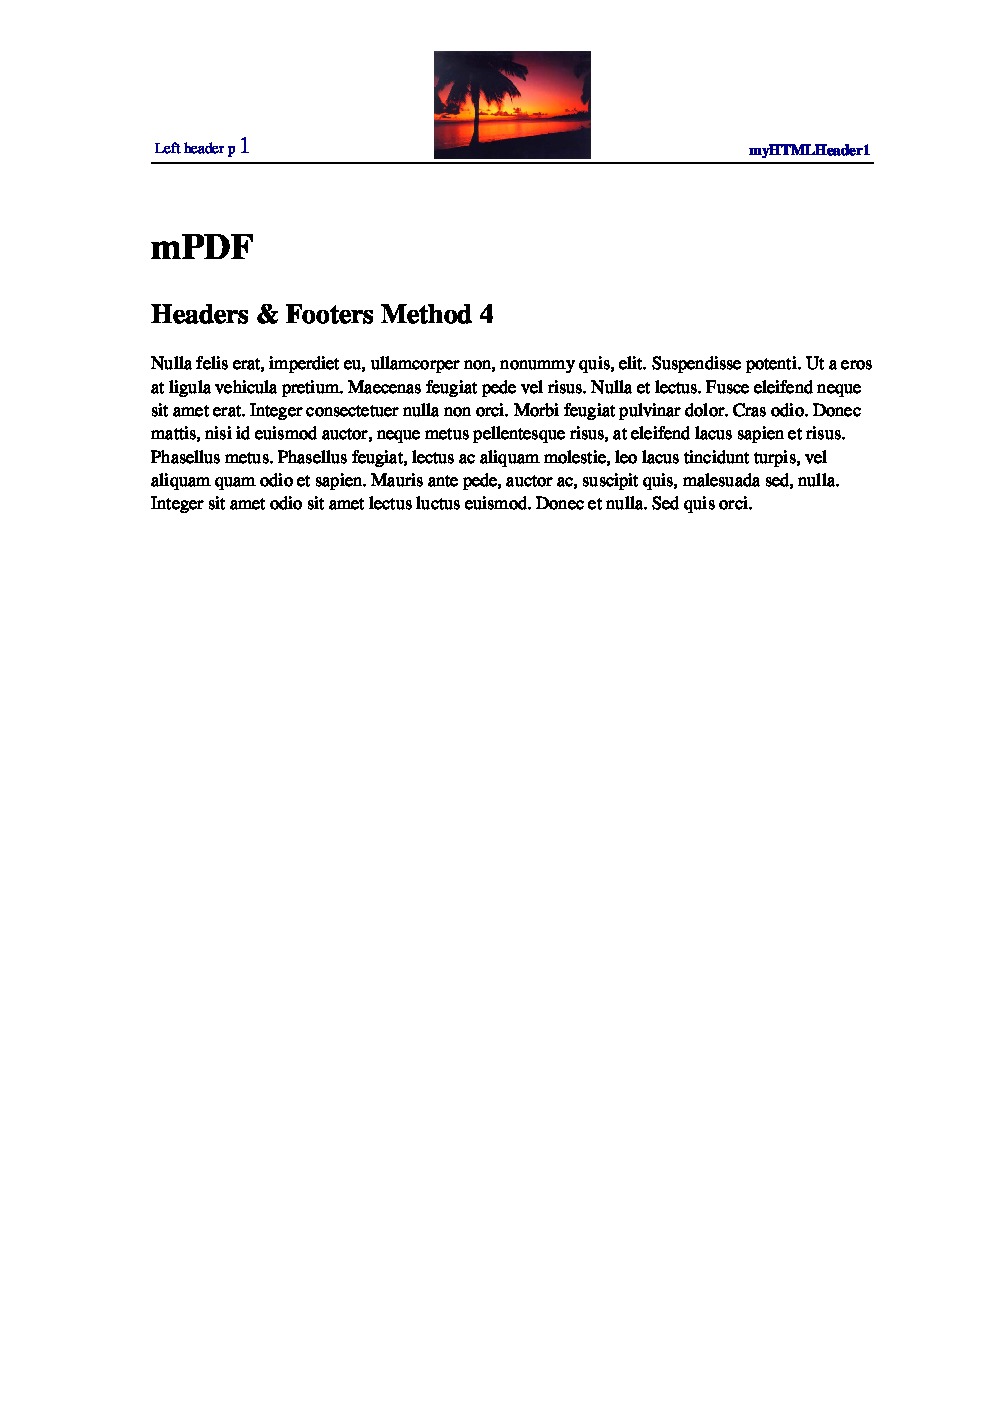 Left header p 1
myHTMLHeader1
mPDF
Headers & Footers Method 4
Nulla felis erat, imperdiet eu, ullamcorper non, nonummy quis, elit. Suspendisse potenti. Ut a eros
at ligula vehicula pretium. Maecenas feugiat pede vel risus. Nulla et lectus. Fusce eleifend neque
sit amet erat. Integer consectetuer nulla non orci. Morbi feugiat pulvinar dolor. Cras odio. Donec
mattis, nisi id euismod auctor, neque metus pellentesque risus, at eleifend lacus sapien et risus.
Phasellus metus. Phasellus feugiat, lectus ac aliquam molestie, leo lacus tincidunt turpis, vel
aliquam quam odio et sapien. Mauris ante pede, auctor ac, suscipit quis, malesuada sed, nulla.
Integer sit amet odio sit amet lectus luctus euismod. Donec et nulla. Sed quis orci.